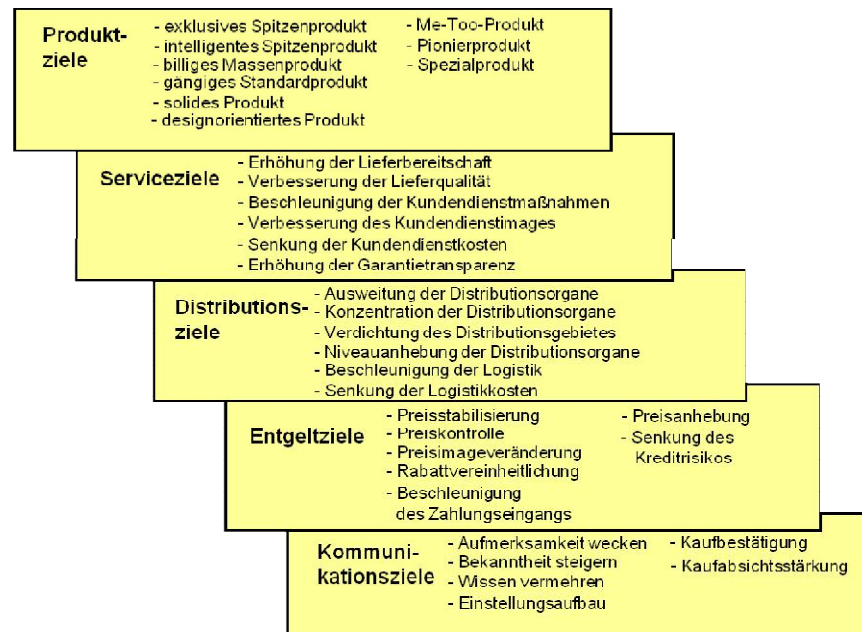 Produkt-
ziele
- exklusives Spitzenprodukt
- intelligentes Spitzenprodukt
- billiges Massenprodukt
- gängiges Standardprodukt
- solides Produkt
- designorientiertes Produkt
- Me-Too-Produkt
- Pionierprodukt
- Spezialprodukt
Serviceziele
- Erhöhung der Lieferbereitschaft
- Verbesserung der Lieferqualität
- Beschleunigung der Kundendienstmaßnahmen
- Verbesserung des Kundendienstimages
- Senkung der Kundendienstkosten
- Erhöhung der Garantietransparenz
Distributions-
ziele
- Ausweitung der Distributionsorgane
- Konzentration der Distributionsorgane
- Verdichtung des Distributionsgebietes
- Niveauanhebung der Distributionsorgane
- Beschleunigung der Logistik
- Senkung der Logistikkosten
Entgeltziele
- Preisstabilisierung
- Preiskontrolle
- Preisimageveränderung
- Rabattvereinheitlichung
- Beschleunigung
des Zahlungseingangs
- Preisanhebung
- Senkung des
Kreditrisikos
Kommuni-
kationsziele
- Aufmerksamkeit wecken
- Bekanntheit steigern
- Wissen vermehren
- Einstellungsaufbau
- Kaufbestätigung
- Kaufabsichtsstärkung